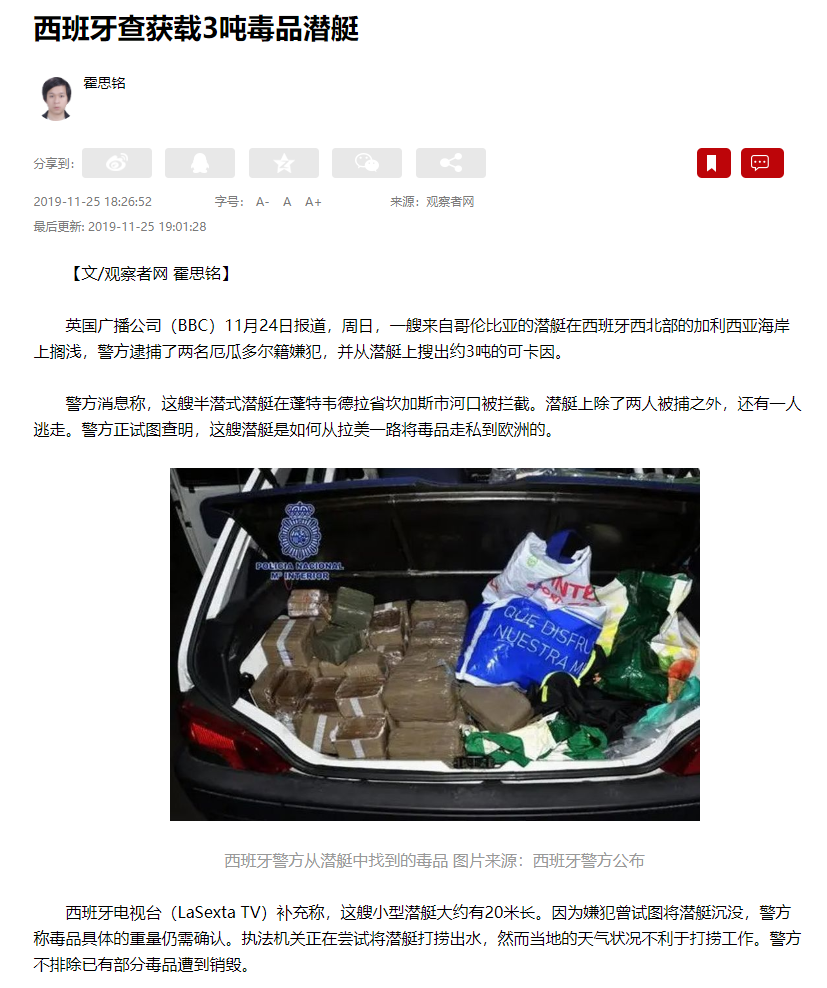 西班牙查获载3吨毒品潜艇
霍思铭
分享到:
2019-11-25 18:26:52 字号： A- A A+ 来源：观察者网
最后更新: 2019-11-25 19:01:28
【文/观察者网 霍思铭】
英国广播公司（BBC）11月24日报道，周日，一艘来自哥伦比亚的潜艇在西班牙西北部的加利西亚海岸
上搁浅，警方逮捕了两名厄瓜多尔籍嫌犯，并从潜艇上搜出约3吨的可卡因。
警方消息称，这艘半潜式潜艇在蓬特韦德拉省坎加斯市河口被拦截。潜艇上除了两人被捕之外，还有一人
逃走。警方正试图查明，这艘潜艇是如何从拉美一路将毒品走私到欧洲的。
POLICIA NACIONAL
Mº INTERIOR
QUE DISFRU
NUESTRA M
西班牙警方从潜艇中找到的毒品 图片来源：西班牙警方公布
西班牙电视台（LaSexta TV）补充称，这艘小型潜艇大约有20米长。因为嫌犯曾试图将潜艇沉没，警方
称毒品具体的重量仍需确认。执法机关正在尝试将潜艇打捞出水，然而当地的天气状况不利于打捞工作。警方
不排除已有部分毒品遭到销毁。